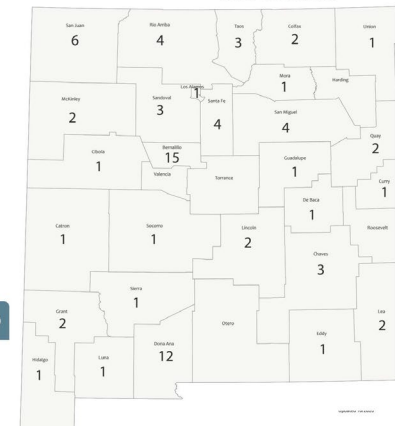 San Juan
6
Rio Arriba
4
Taos
3
Colfax
2
Union
1
Los Alamos
1
Mora
1
Harding
McKinley
2
Sandoval
3
Santa Fe
4
San Miguel
4
Quay
2
Cibola
1
Bernalillo
15
Valencia
Torrance
Guadalupe
1
Curry
1
De Baca
1
Roosevelt
Catron
1
Socorro
1
Lincoln
2
Chaves
3
Sierra
1
Grant
2
Otero
Lea
2
Eddy
1
Hidalgo
1
Luna
1
Dona Ana
12